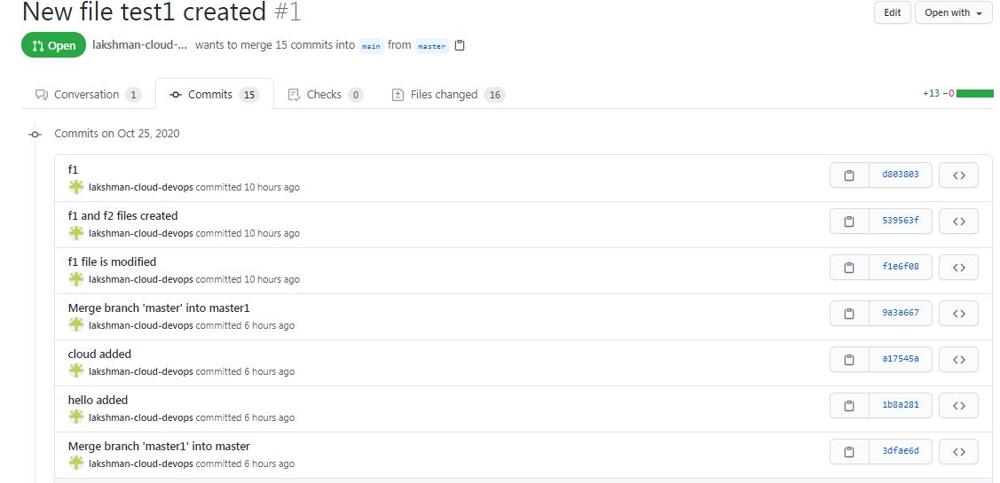 New file test1 created #1
Edit
Open with
Open lakshman-cloud-... wants to merge 15 commits into main from master
Conversation 1
Commits 15
Checks 0
Files changed 16
+13 −0
Commits on Oct 25, 2020
f1
d803803
lakshman-cloud-devops committed 10 hours ago
f1 and f2 files created
539563f
lakshman-cloud-devops committed 10 hours ago
f1 file is modified
f1e6f08
lakshman-cloud-devops committed 10 hours ago
Merge branch 'master' into master1
9a3a667
lakshman-cloud-devops committed 6 hours ago
cloud added
a17545a
lakshman-cloud-devops committed 6 hours ago
hello added
1b8a281
lakshman-cloud-devops committed 6 hours ago
Merge branch 'master1' into master
3dfae6d
lakshman-cloud-devops committed 6 hours ago